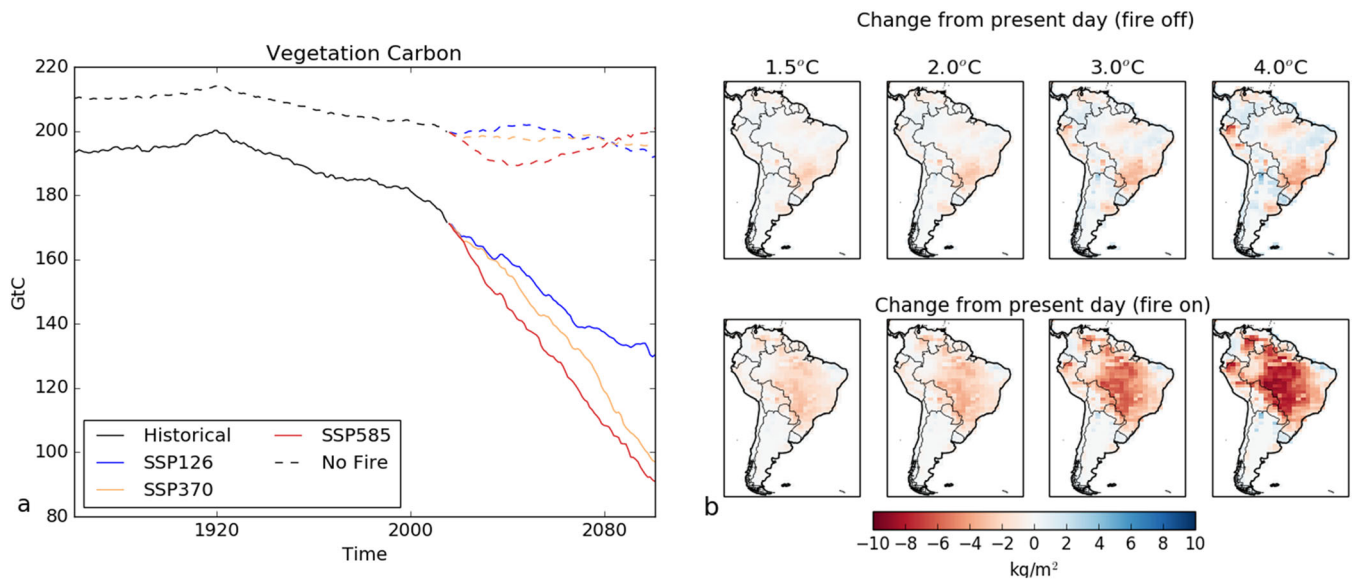 Vegetation Carbon
220
200
180
160
140
120
100
80
GtC
1920
2000
2080
Time
Historical
SSP126
SSP370
SSP585
No Fire
a
Change from present day (fire off)
1.5°C
2.0°C
3.0°C
4.0°C
Change from present day (fire on)
b
−10 −8 −6 −4 −2 0 2 4 6 8 10
kg/m²